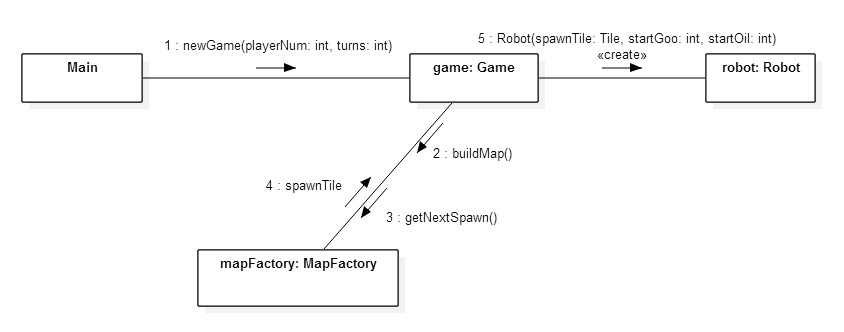 1 : newGame(playerNum: int, turns: int)
5 : Robot(spawnTile: Tile, startGoo: int, startOil: int)
«create»
Main
game: Game
robot: Robot
2 : buildMap()
4 : spawnTile
3 : getNextSpawn()
mapFactory: MapFactory